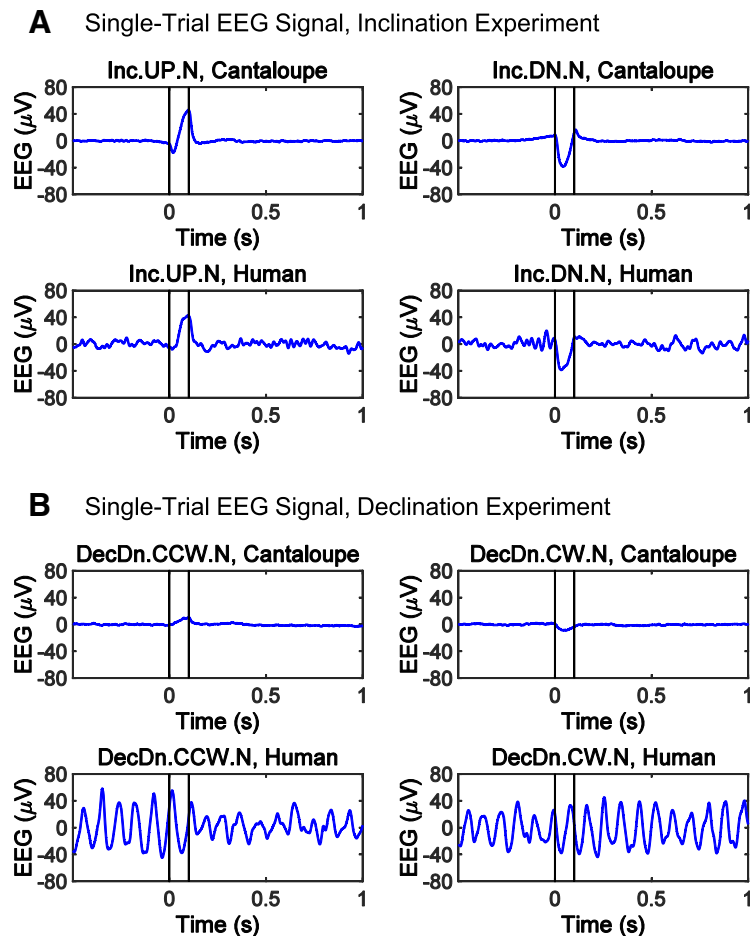 A Single-Trial EEG Signal, Inclination Experiment
Inc.UP.N, Cantaloupe
EEG (μV)
80
40
0
-40
-80
0 0.5 1
Time (s)
Inc.DN.N, Cantaloupe
EEG (μV)
80
40
0
-40
-80
0 0.5 1
Time (s)
Inc.UP.N, Human
EEG (μV)
80
40
0
-40
-80
0 0.5 1
Time (s)
Inc.DN.N, Human
EEG (μV)
80
40
0
-40
-80
0 0.5 1
Time (s)
B Single-Trial EEG Signal, Declination Experiment
DecDn.CCW.N, Cantaloupe
EEG (μV)
80
40
0
-40
-80
0 0.5 1
Time (s)
DecDn.CW.N, Cantaloupe
EEG (μV)
80
40
0
-40
-80
0 0.5 1
Time (s)
DecDn.CCW.N, Human
EEG (μV)
80
40
0
-40
-80
0 0.5 1
Time (s)
DecDn.CW.N, Human
EEG (μV)
80
40
0
-40
-80
0 0.5 1
Time (s)